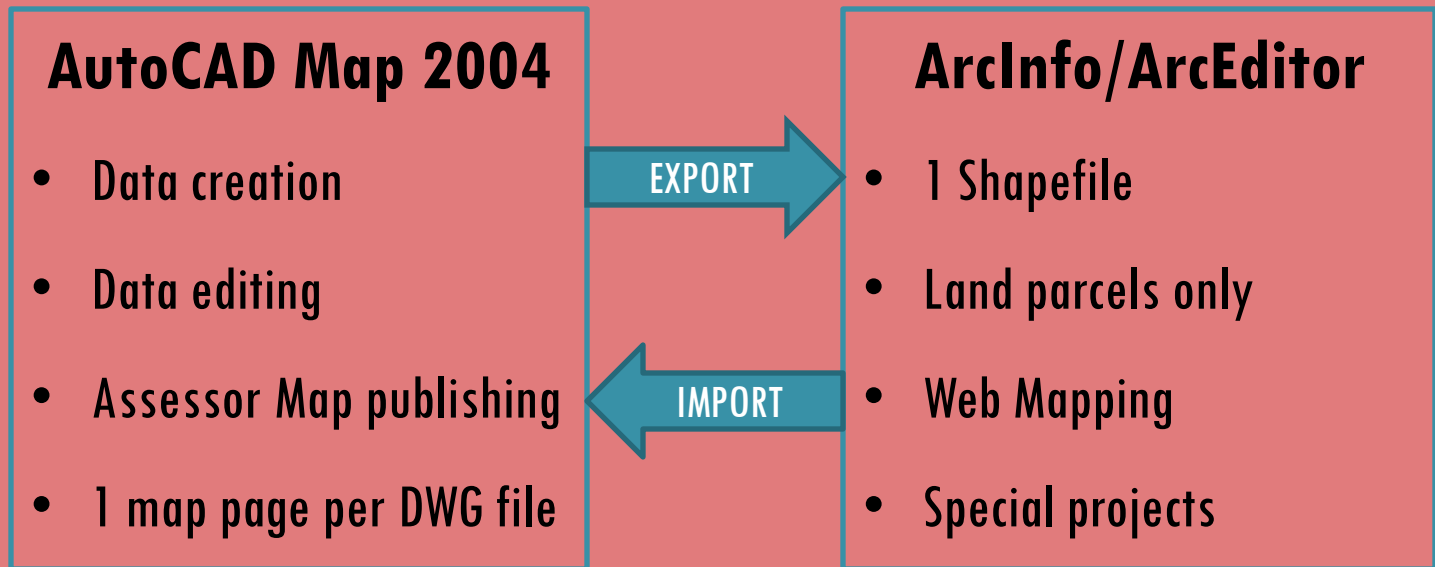 AutoCAD Map 2004
• Data creation
• Data editing
• Assessor Map publishing
• 1 map page per DWG file
EXPORT
IMPORT
ArcInfo/ArcEditor
• 1 Shapefile
• Land parcels only
• Web Mapping
• Special projects